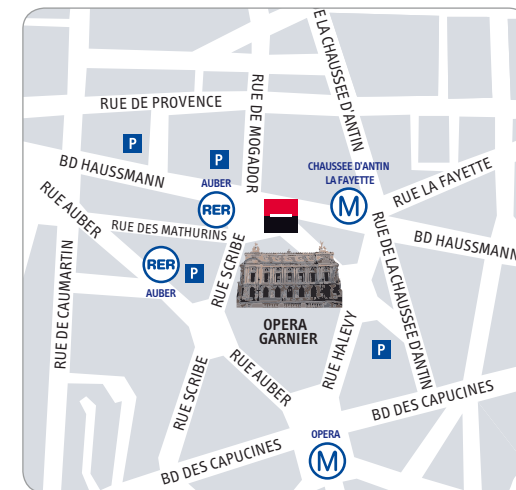 E LA CHAUSSEE D'ANTIN
RUE DE PROVENCE
RUE DE MOGADOR
P
P
BD HAUSSMANN
AUBER
RER
CHAUSSEE D'ANTIN
LA FAYETTE
M
RUE LA FAYETTE
RUE AUBER
RUE DES MATHURINS
RER
AUBER
P
RUE SCRIBE
BD HAUSSMANN
RUE DE LA CHAUSSEE D'ANTIN
RUE DE CAUMARTIN
OPERA
GARNIER
RUE HALEVY
P
RUE SCRIBE
RUE AUBER
BD DES CAPUCINES
BD DES CAPUCINES
OPERA
M